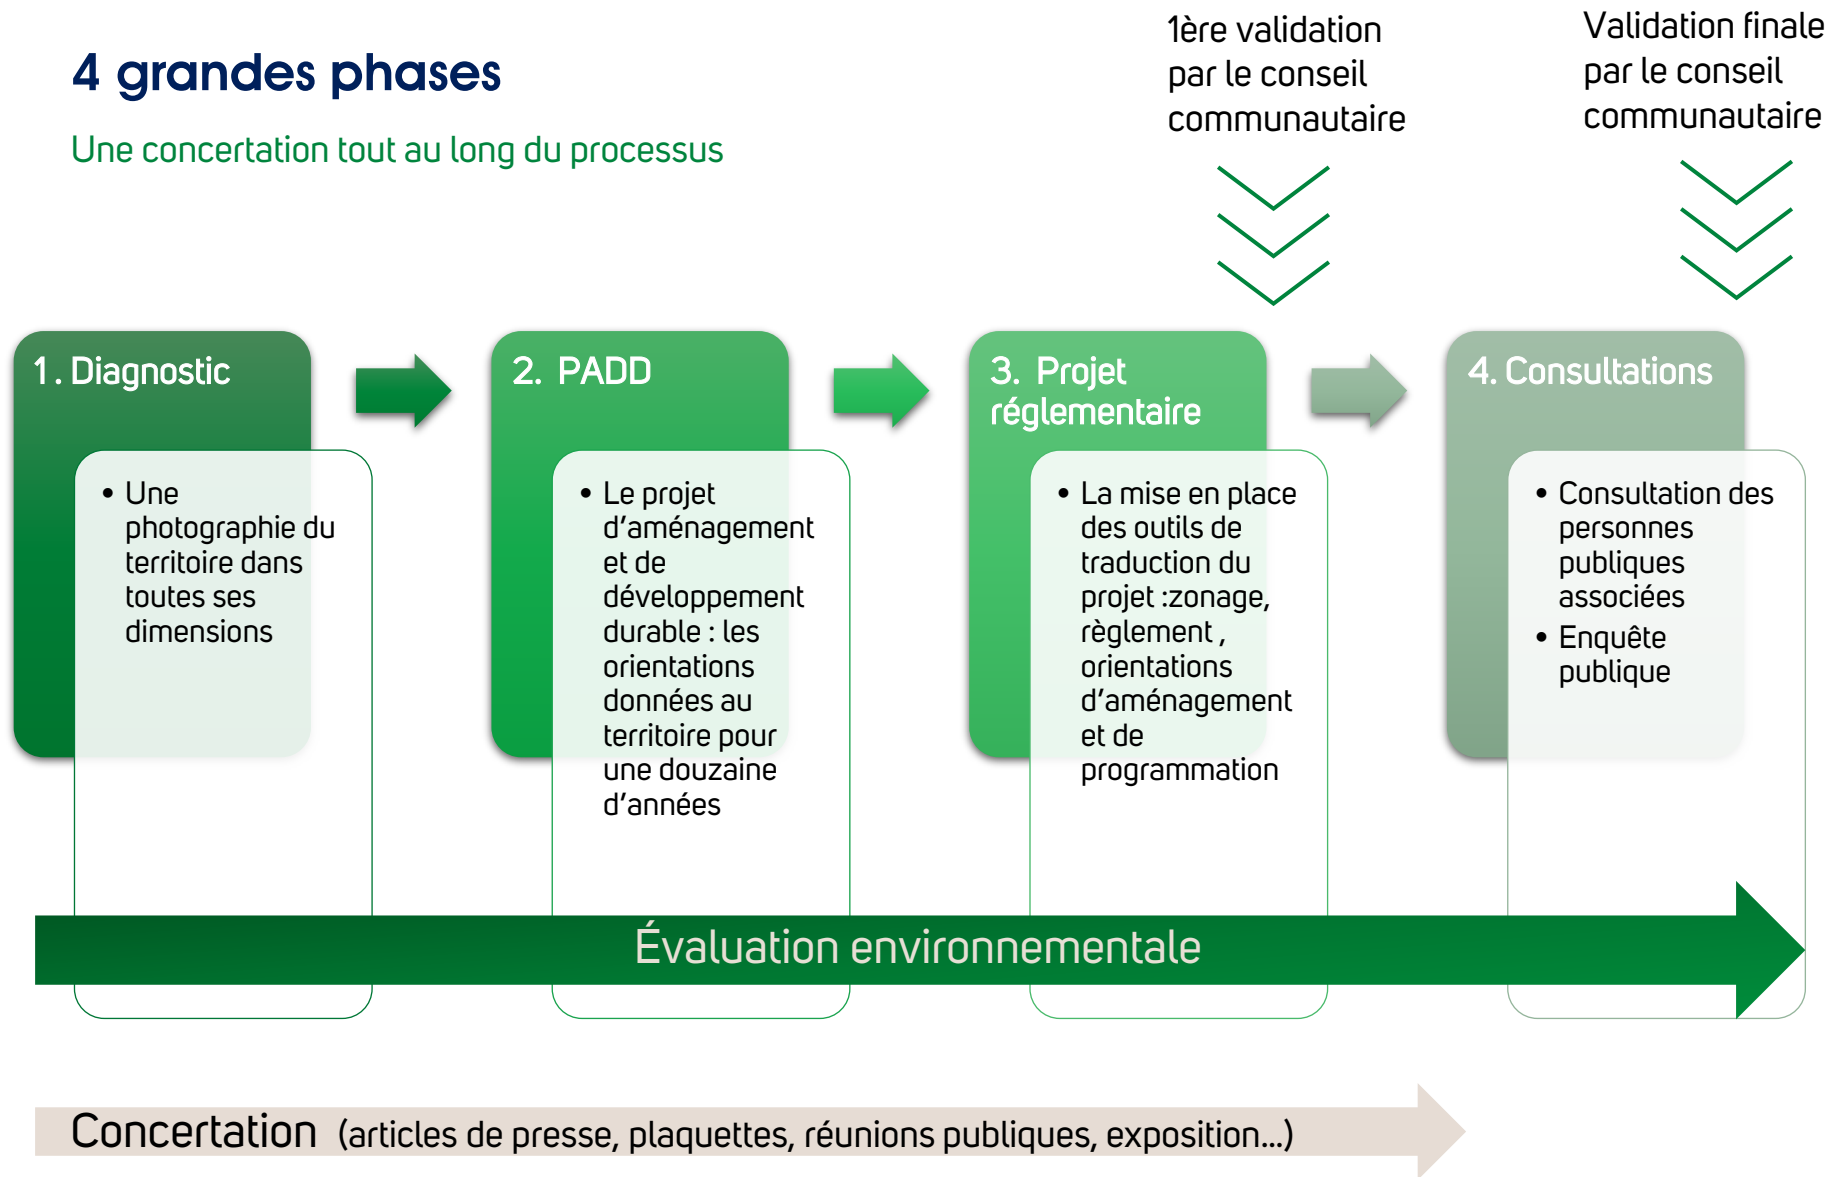 4 grandes phases
Une concertation tout au long du processus
1ère validation
par le conseil
communautaire
Validation finale
par le conseil
communautaire
1. Diagnostic
• Une
photographie du
territoire dans
toutes ses
dimensions
2. PADD
• Le projet
d’aménagement
et de
développement
durable : les
orientations
données au
territoire pour
une douzaine
d’années
3. Projet
réglementaire
• La mise en place
des outils de
traduction du
projet :zonage,
règlement ,
orientations
d’aménagement
et de
programmation
4. Consultations
• Consultation des
personnes
publiques
associées
• Enquête
publique
Évaluation environnementale
Concertation (articles de presse, plaquettes, réunions publiques, exposition…)